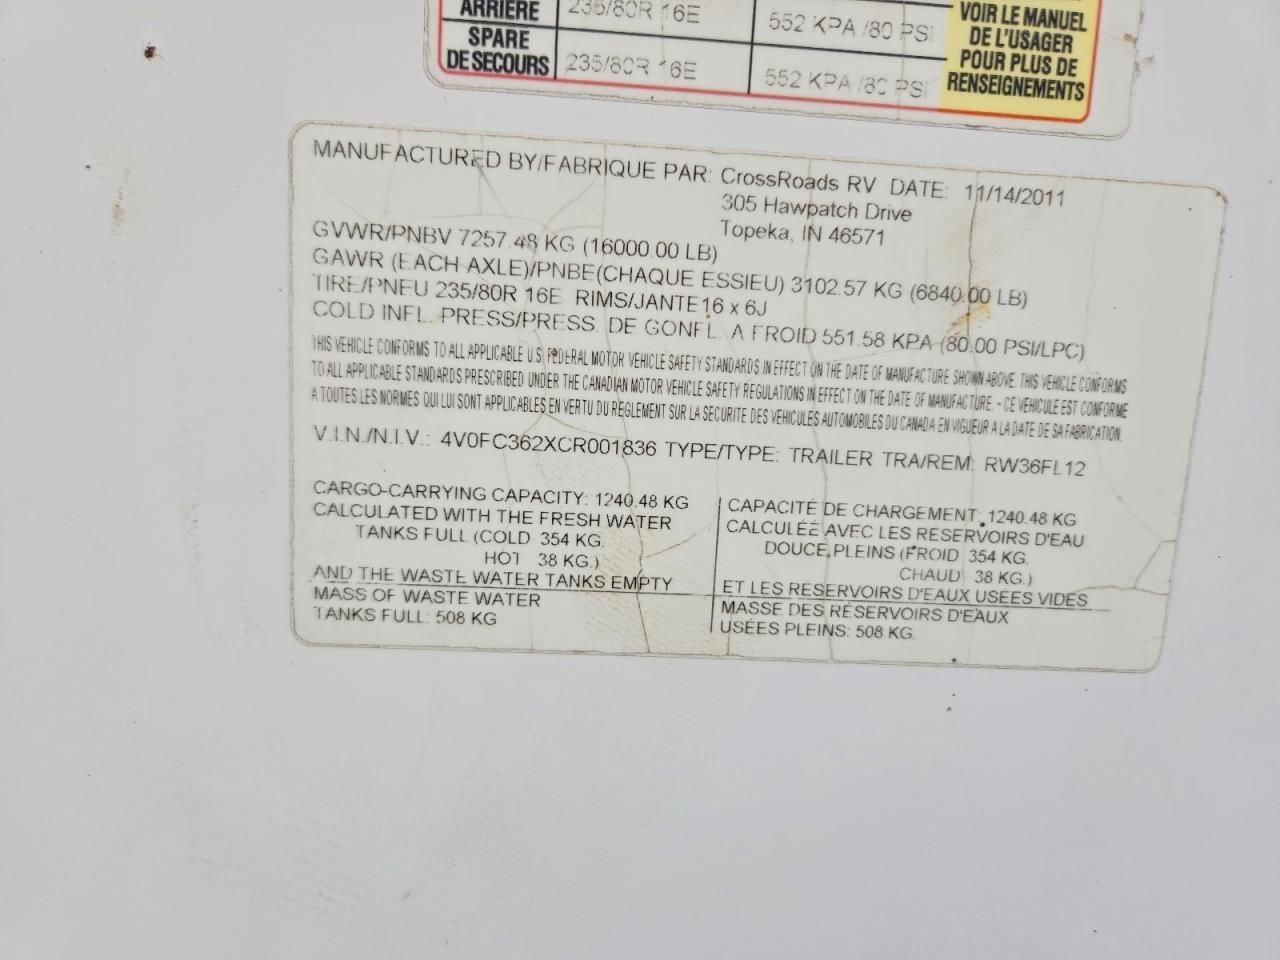 ARRIÈRE 235/80R 16E 552 KPA /80 PSI
SPARE
DE SECOURS 235/80R 16E 552 KPA /80 PSI
VOIR LE MANUEL
DE L'USAGER
POUR PLUS DE
RENSEIGNEMENTS
MANUFACTURED BY/FABRIQUE PAR: CrossRoads RV DATE: 11/14/2011
305 Hawpatch Drive
Topeka, IN 46571
GVWR/PNBV 7257.48 KG (16000.00 LB)
GAWR (EACH AXLE)/PNBE(CHAQUE ESSIEU) 3102.57 KG (6840.00 LB)
TIRE/PNEU 235/80R 16E RIMS/JANTE 16 x 6J
COLD INFL. PRESS/PRESS. DE GONFL. A FROID 551.58 KPA (80.00 PSI/LPC)
THIS VEHICLE CONFORMS TO ALL APPLICABLE U.S. FEDERAL MOTOR VEHICLE SAFETY STANDARDS IN EFFECT ON THE DATE OF MANUFACTURE SHOWN ABOVE. THIS VEHICLE CONFORMS
TO ALL APPLICABLE STANDARDS PRESCRIBED UNDER THE CANADIAN MOTOR VEHICLE SAFETY REGULATIONS IN EFFECT ON THE DATE OF MANUFACTURE. - CE VEHICULE EST CONFORME
A TOUTES LES NORMES QUI LUI SONT APPLICABLES EN VERTU DU REGLEMENT SUR LA SECURITE DES VEHICULES AUTOMOBILES DU CANADA EN VIGUEUR A LA DATE DE SA FABRICATION.
V.I.N./N.I.V.: 4V0FC362XCR001836 TYPE/TYPE: TRAILER TRA/REM: RW36FL12
CARGO-CARRYING CAPACITY: 1240.48 KG
CALCULATED WITH THE FRESH WATER
TANKS FULL (COLD 354 KG.
HOT 38 KG.)
AND THE WASTE WATER TANKS EMPTY
MASS OF WASTE WATER
TANKS FULL: 508 KG
CAPACITÉ DE CHARGEMENT: 1240.48 KG
CALCULÉE AVEC LES RÉSERVOIRS D'EAU
DOUCE PLEINS (FROID 354 KG.
CHAUD 38 KG.)
ET LES RÉSERVOIRS D'EAUX USÉES VIDES
MASSE DES RÉSERVOIRS D'EAUX
USÉES PLEINS: 508 KG.